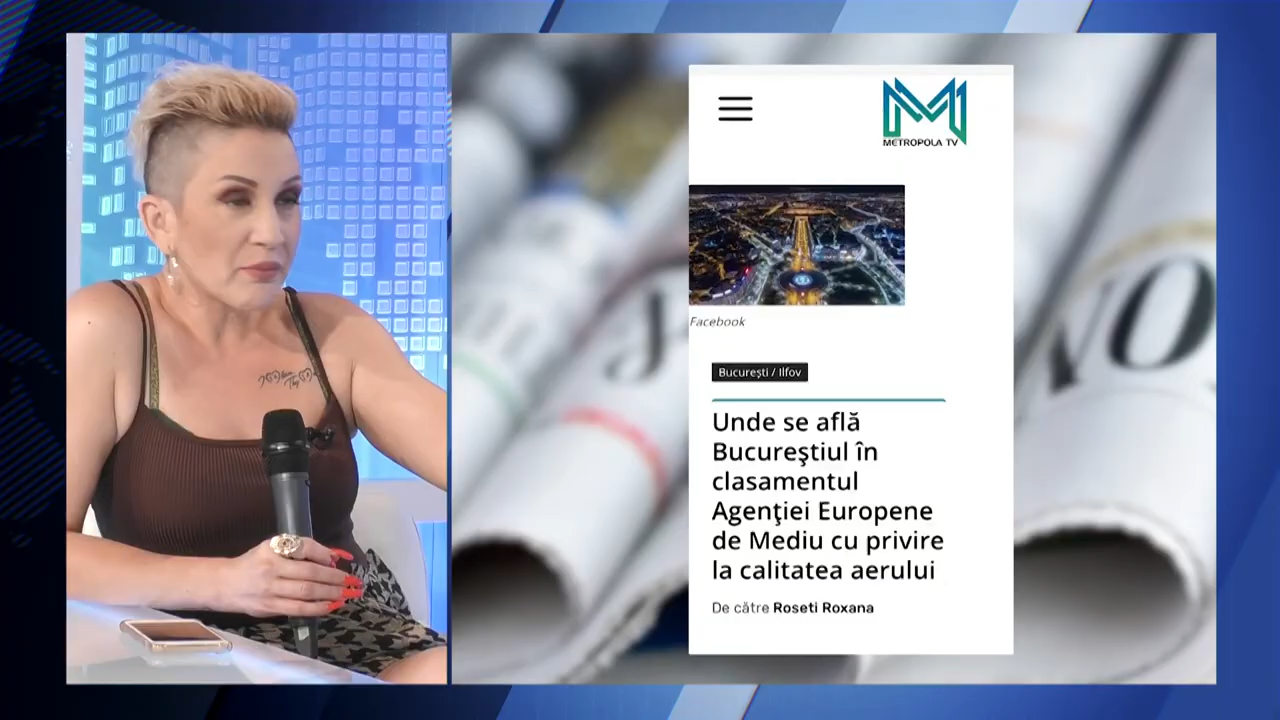 METROPOLA TV
Facebook
București / Ilfov
Unde se află
Bucureştiul în
clasamentul
Agenţiei Europene
de Mediu cu privire
la calitatea aerului
De către Roseti Roxana